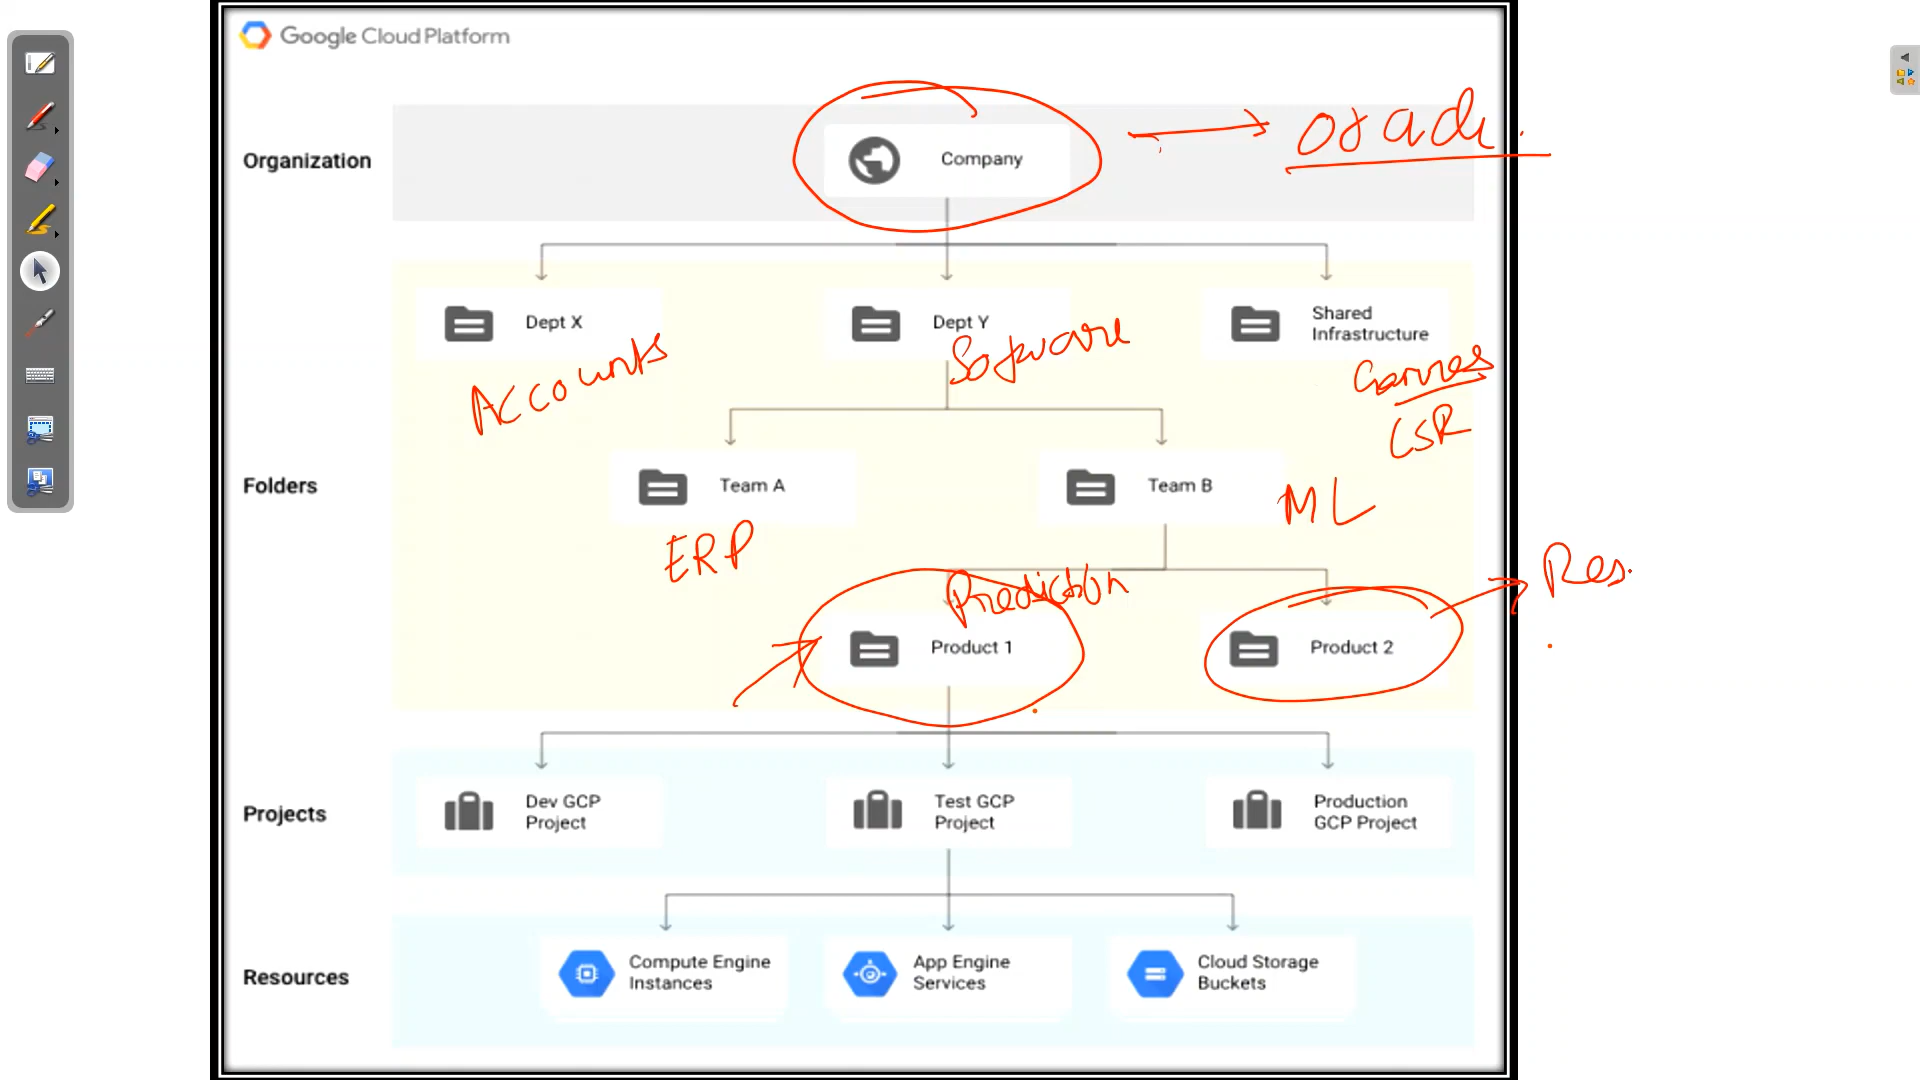 Google Cloud Platform
Organization
Company
Dept X
Dept Y
Shared
Infrastructure
Accounts
Software
CSR
Folders
Team A
Team B
ERP
ML
Prediction
Res.
Product 1
Product 2
Projects
Dev GCP
Project
Test GCP
Project
Production
GCP Project
Resources
Compute Engine
Instances
App Engine
Services
Cloud Storage
Buckets